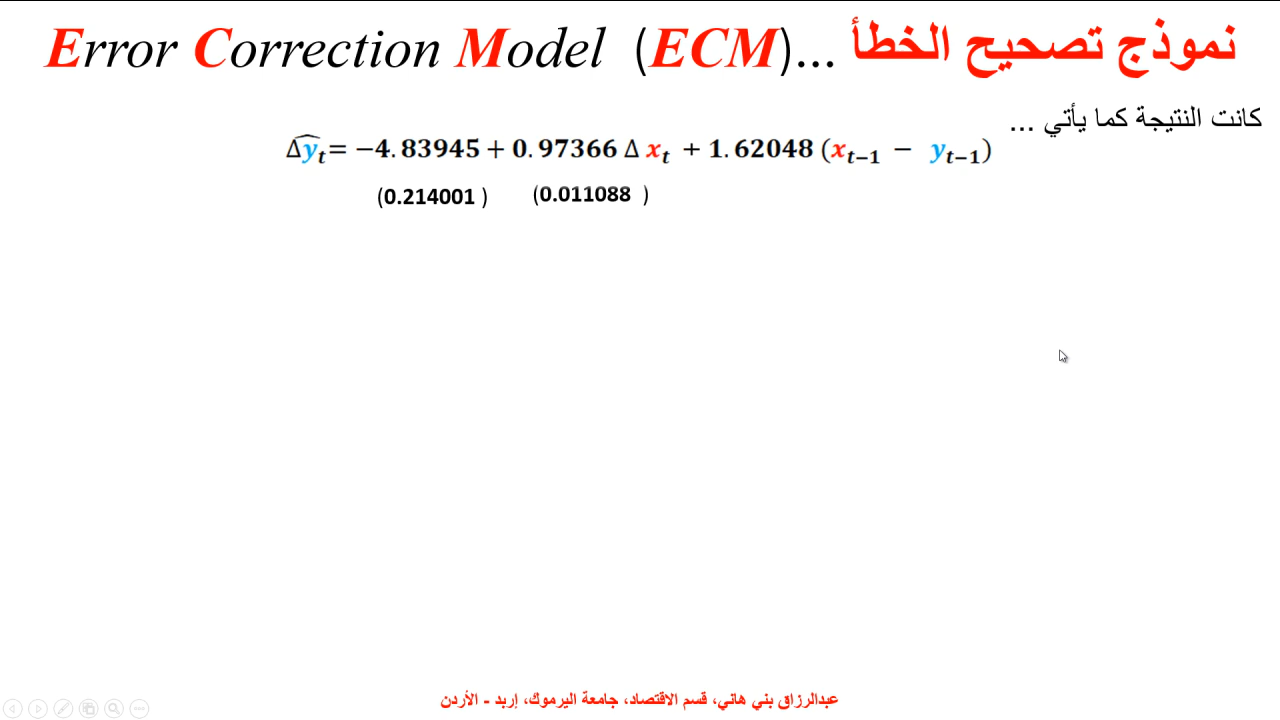 Error Correction Model (ECM)... نموذج تصحيح الخطأ
كانت النتيجة كما يأتي ...
Δŷₜ= −4.83945 + 0.97366 Δ xₜ + 1.62048 (xₜ₋₁ − yₜ₋₁)
(0.214001 ) (0.011088 )
عبدالرزاق بني هاني، قسم الاقتصاد، جامعة اليرموك، إربد - الأردن